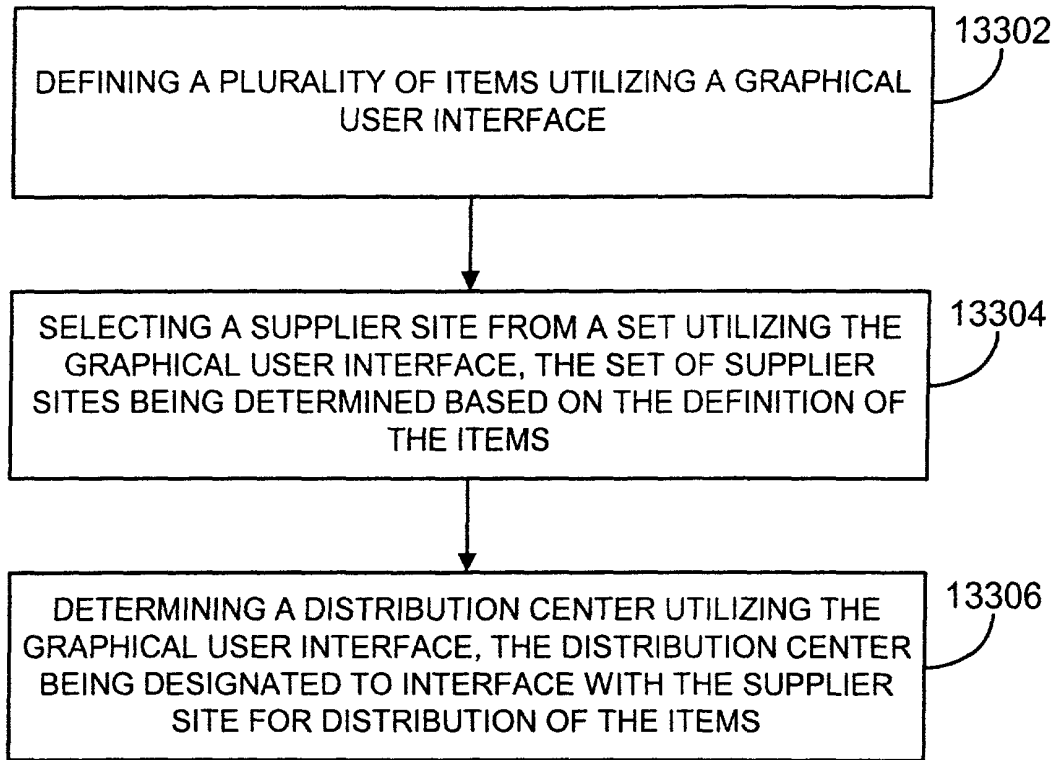 13302
DEFINING A PLURALITY OF ITEMS UTILIZING A GRAPHICAL
USER INTERFACE
13304
SELECTING A SUPPLIER SITE FROM A SET UTILIZING THE
GRAPHICAL USER INTERFACE, THE SET OF SUPPLIER
SITES BEING DETERMINED BASED ON THE DEFINITION OF
THE ITEMS
13306
DETERMINING A DISTRIBUTION CENTER UTILIZING THE
GRAPHICAL USER INTERFACE, THE DISTRIBUTION CENTER
BEING DESIGNATED TO INTERFACE WITH THE SUPPLIER
SITE FOR DISTRIBUTION OF THE ITEMS